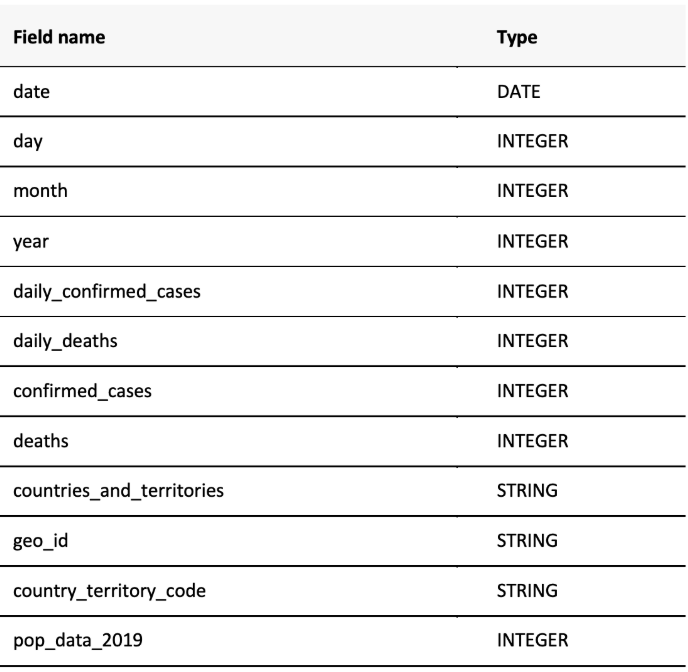 Field name Type
date DATE
day INTEGER
month INTEGER
year INTEGER
daily_confirmed_cases INTEGER
daily_deaths INTEGER
confirmed_cases INTEGER
deaths INTEGER
countries_and_territories STRING
geo_id STRING
country_territory_code STRING
pop_data_2019 INTEGER